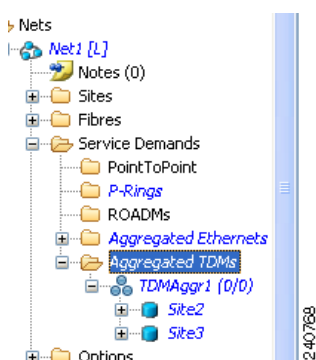 Nets
Net1 [L]
Notes (0)
Sites
Fibres
Service Demands
PointToPoint
P-Rings
ROADMs
Aggregated Ethernets
Aggregated TDMs
TDMAggr1 (0/0)
Site2
Site3
Options
240768